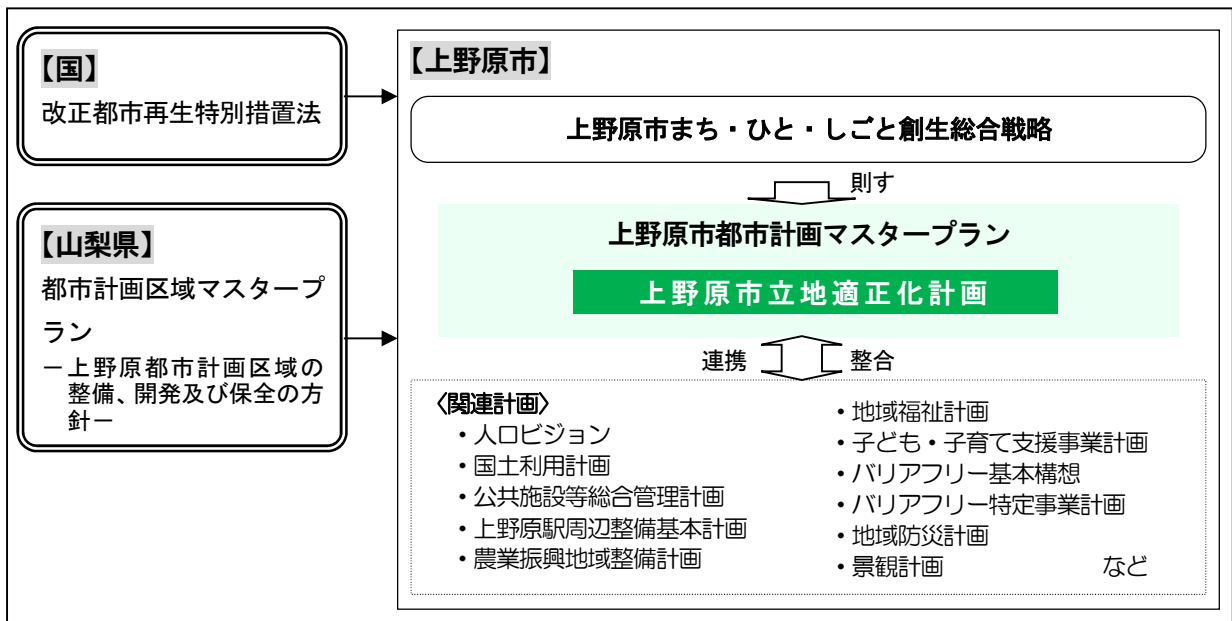 【国】
改正都市再生特別措置法
【山梨県】
都市計画区域マスタープ
ラン
－上野原都市計画区域の
整備、開発及び保全の方
針－
【上野原市】
上野原市まち・ひと・しごと創生総合戦略
則す
上野原市都市計画マスタープラン
上野原市立地適正化計画
連携 整合
〈関連計画〉
・人口ビジョン
・国土利用計画
・公共施設等総合管理計画
・上野原駅周辺整備基本計画
・農業振興地域整備計画
・地域福祉計画
・子ども・子育て支援事業計画
・バリアフリー基本構想
・バリアフリー特定事業計画
・地域防災計画
・景観計画 など